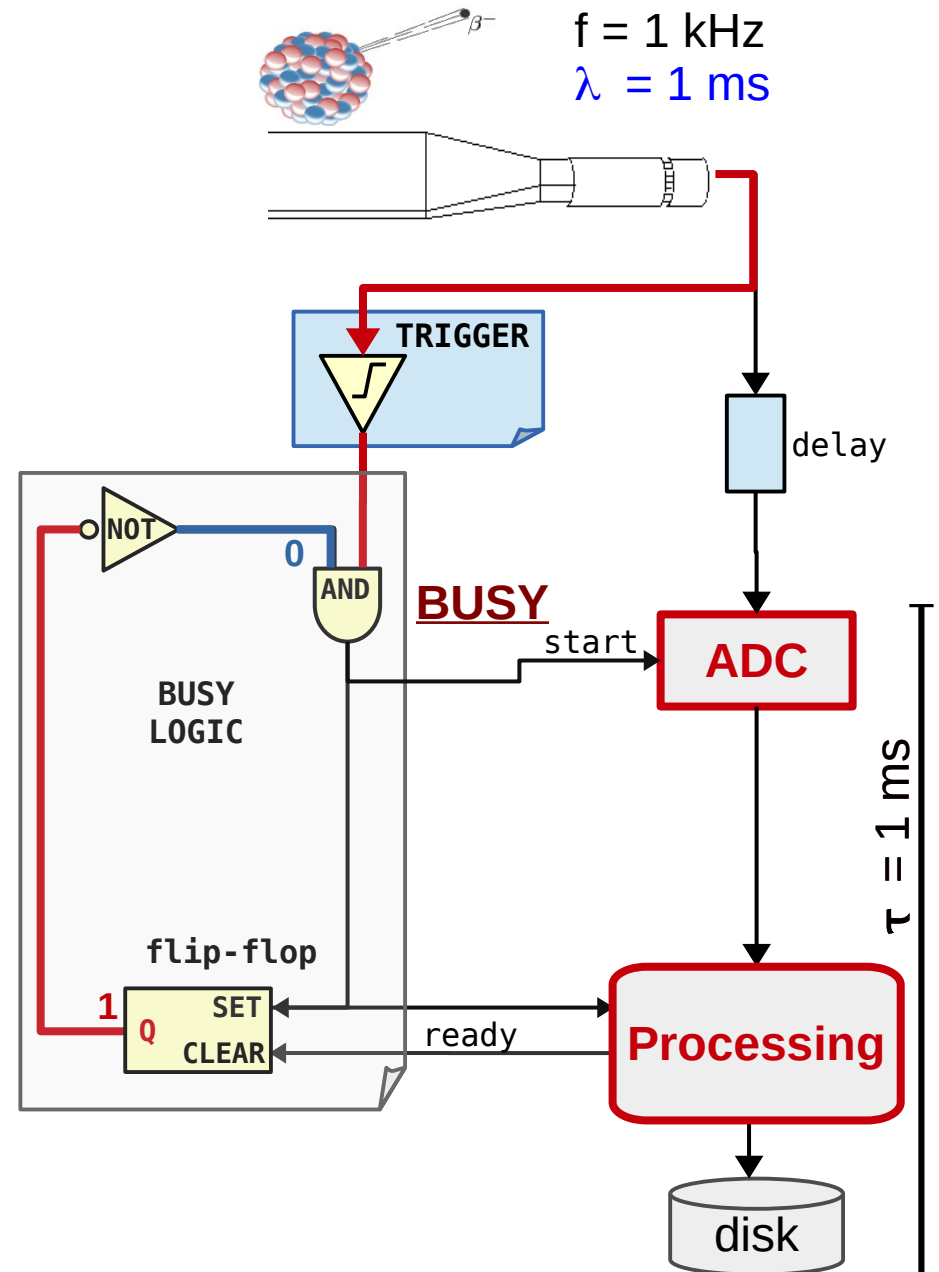 β⁻
f = 1 kHz
λ = 1 ms
TRIGGER
delay
NOT
0
AND
BUSY
start
ADC
BUSY
LOGIC
τ = 1 ms
flip-flop
1
SET
Q
ready
CLEAR
Processing
disk